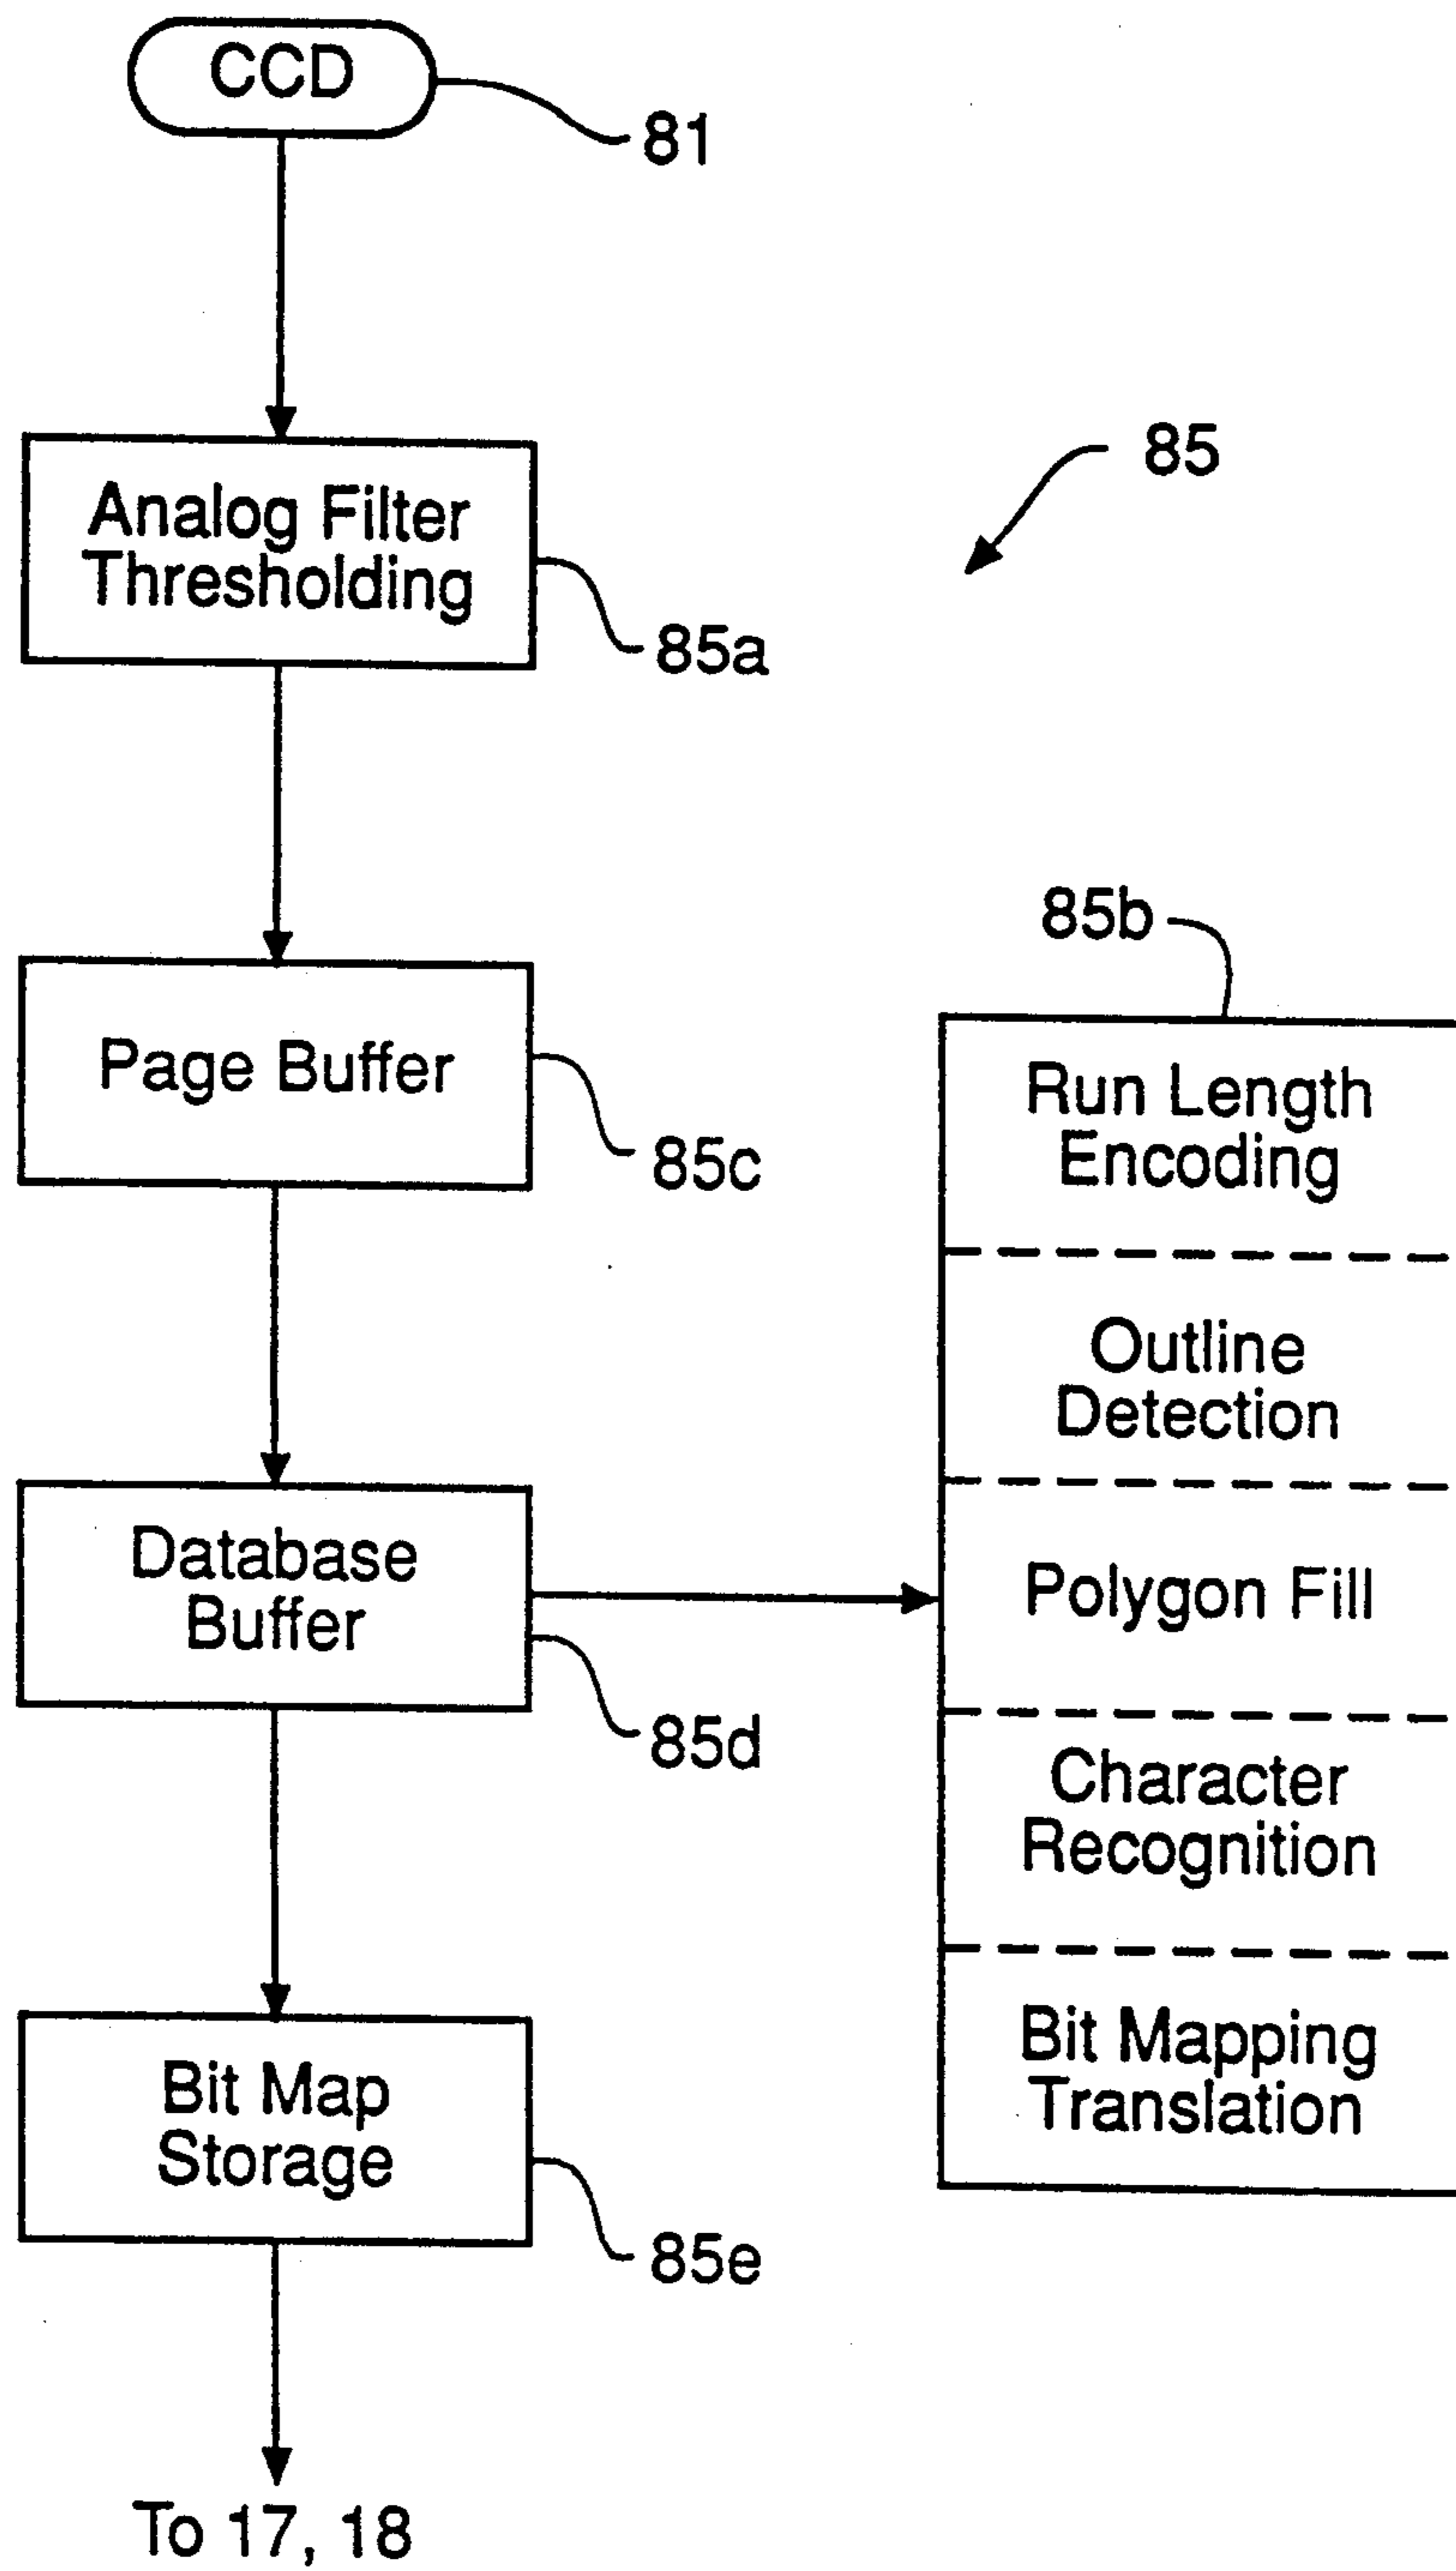 CCD
81
Analog Filter
Thresholding
85
85a
Page Buffer
85c
85b
Run Length
Encoding
Outline
Detection
Polygon Fill
Character
Recognition
Bit Mapping
Translation
Database
Buffer
85d
Bit Map
Storage
85e
To 17, 18